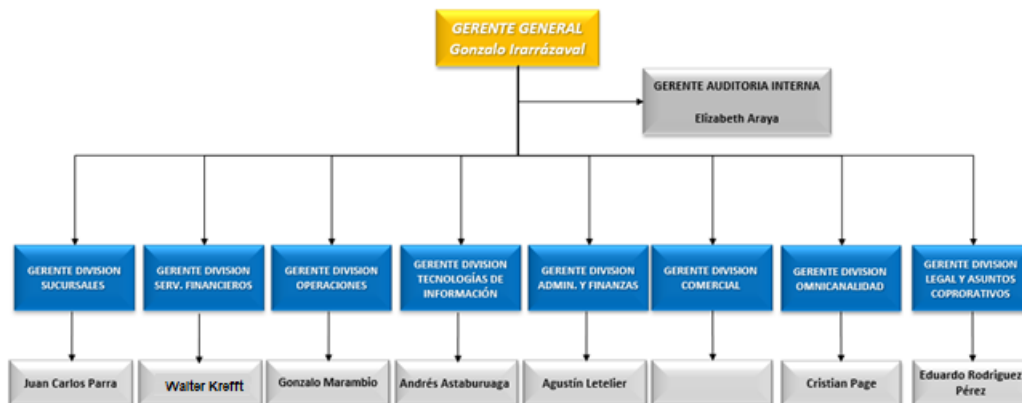 GERENTE GENERAL
Gonzalo Irarrázaval
GERENTE AUDITORIA INTERNA
Elizabeth Araya
GERENTE DIVISION
SUCURSALES
GERENTE DIVISION
SERV. FINANCIEROS
GERENTE DIVISION
OPERACIONES
GERENTE DIVISION
TECNOLOGÍAS DE
INFORMACIÓN
GERENTE DIVISION
ADMIN. Y FINANZAS
GERENTE DIVISION
COMERCIAL
GERENTE DIVISION
OMNICANALIDAD
GERENTE DIVISION
LEGAL Y ASUNTOS
COPRORATIVOS
Juan Carlos Parra
Walter Krefft
Gonzalo Marambio
Andrés Astaburuaga
Agustín Letelier
Cristian Page
Eduardo Rodriguez
Pérez